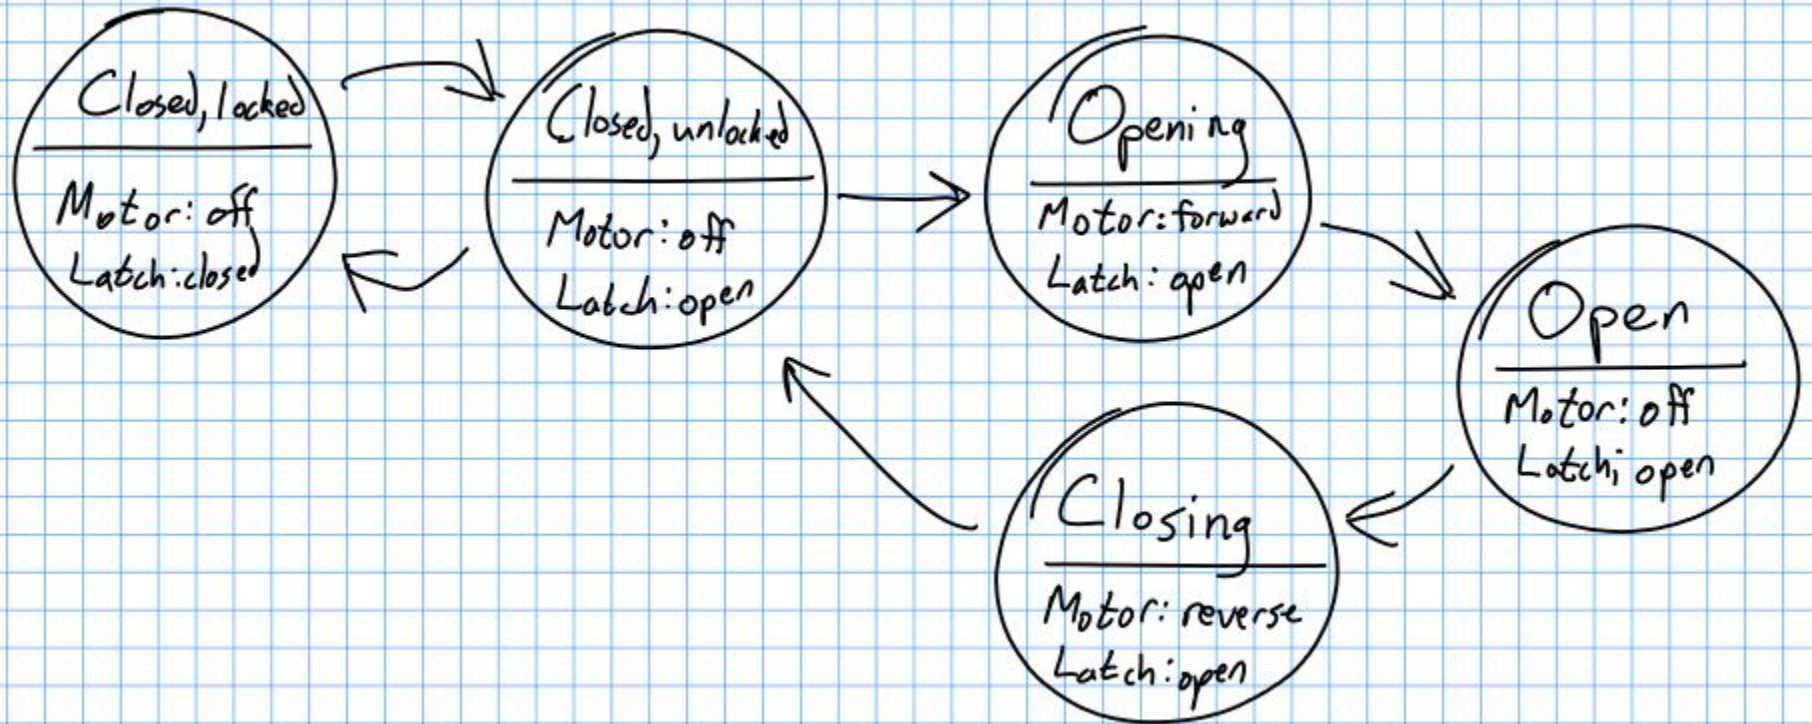 Closed, locked
Motor: off
Latch: closed
Closed, unlocked
Motor: off
Latch: open
Opening
Motor: forward
Latch: open
Open
Motor: off
Latch; open
Closing
Motor: reverse
Latch: open